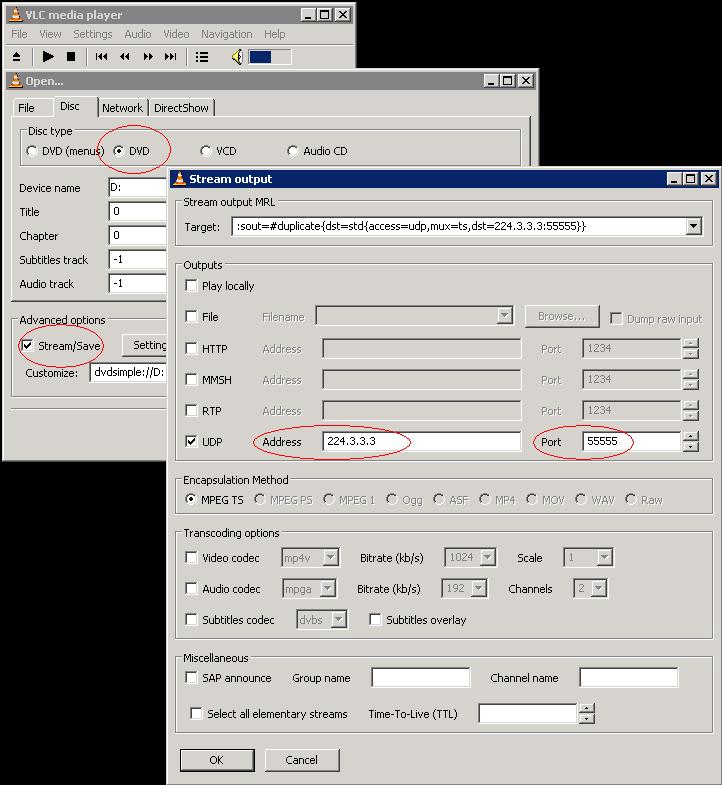 VLC media player
File View Settings Audio Video Navigation Help
Open...
File Disc Network DirectShow
Disc type
DVD (menus) DVD VCD Audio CD
Device name D:
Title 0
Chapter 0
Subtitles track -1
Audio track -1
Advanced options
Stream/Save Setting
Customize: dvdsimple://D:
Stream output
Stream output MRL
Target: :sout=#duplicate{dst=std{access=udp,mux=ts,dst=224.3.3.3:55555}}
Outputs
Play locally
File Filename Browse... Dump raw input
HTTP Address Port 1234
MMSH Address Port 1234
RTP Address Port 1234
UDP Address 224.3.3.3 Port 55555
Encapsulation Method
MPEG TS MPEG PS MPEG 1 Ogg ASF MP4 MOV WAV Raw
Transcoding options
Video codec mp4v Bitrate (kb/s) 1024 Scale 1
Audio codec mpga Bitrate (kb/s) 192 Channels 2
Subtitles codec dvbs Subtitles overlay
Miscellaneous
SAP announce Group name Channel name
Select all elementary streams Time-To-Live (TTL)
OK Cancel